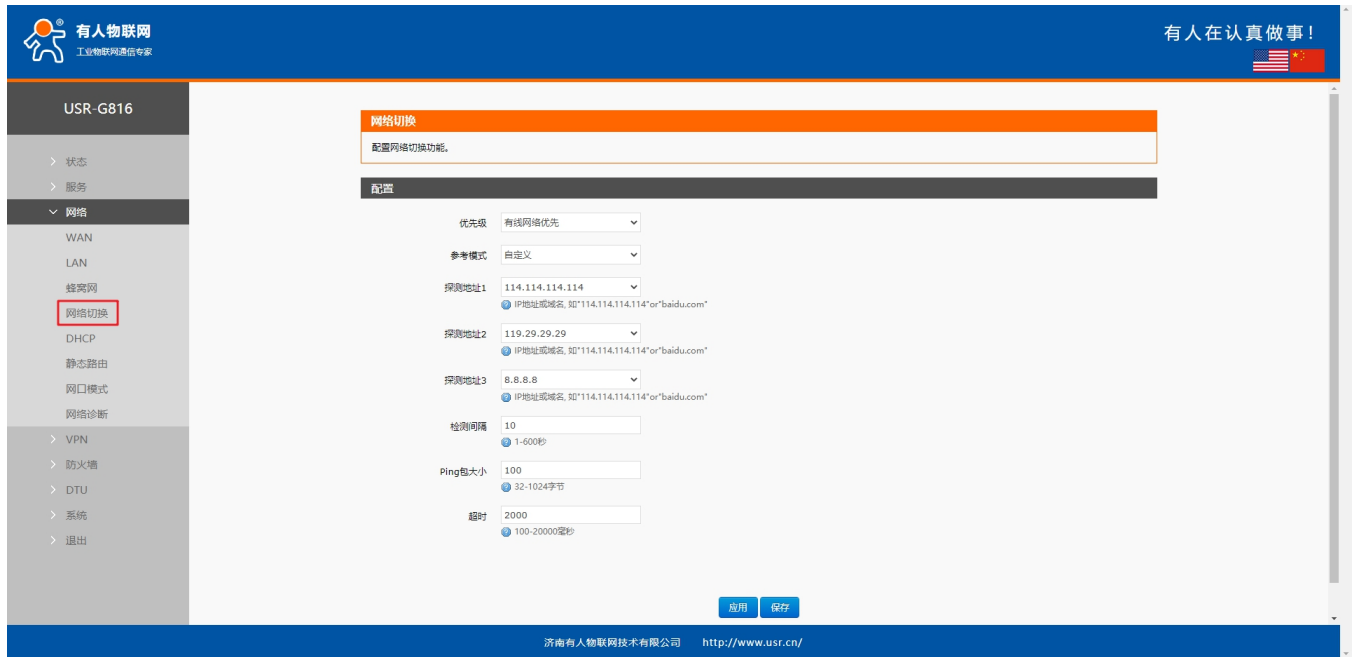 有人物联网
®
工业物联网通信专家
有人在认真做事!
USR-G816
状态
服务
网络
WAN
LAN
蜂窝网
网络切换
DHCP
静态路由
网口模式
网络诊断
VPN
防火墙
DTU
系统
退出
网络切换
配置网络切换功能。
配置
优先级 有线网络优先
参考模式 自定义
探测地址1 114.114.114.114
IP地址或域名, 如"114.114.114.114"or"baidu.com"
探测地址2 119.29.29.29
IP地址或域名, 如"114.114.114.114"or"baidu.com"
探测地址3 8.8.8.8
IP地址或域名, 如"114.114.114.114"or"baidu.com"
检测间隔 10
1-600秒
Ping包大小 100
32-1024字节
超时 2000
100-20000毫秒
应用 保存
济南有人物联网技术有限公司 http://www.usr.cn/